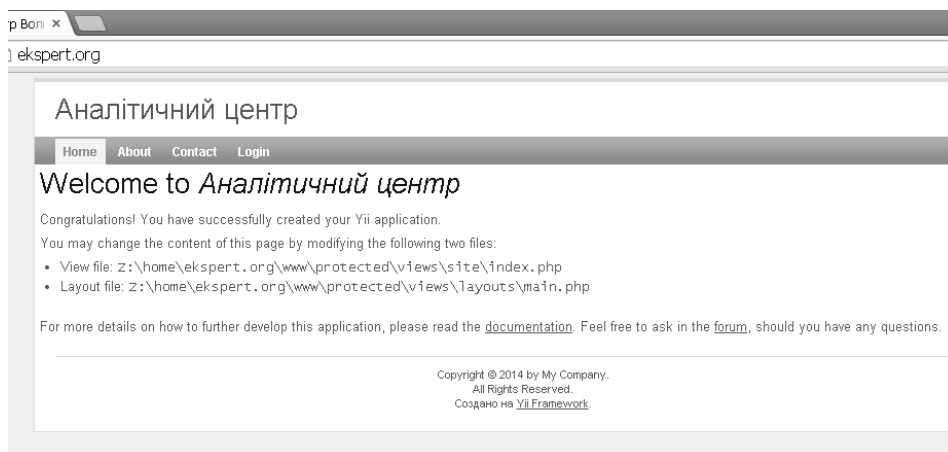 р Вол ×
ekspert.org
Аналітичний центр
Home About Contact Login
Welcome to Аналітичний центр
Congratulations! You have successfully created your Yii application.
You may change the content of this page by modifying the following two files:
• View file: Z:\home\ekspert.org\www\protected\views\site\index.php
• Layout file: Z:\home\ekspert.org\www\protected\views\layouts\main.php
For more details on how to further develop this application, please read the documentation. Feel free to ask in the forum, should you have any questions.
Copyright © 2014 by My Company.
All Rights Reserved.
Создано на Yii Framework.